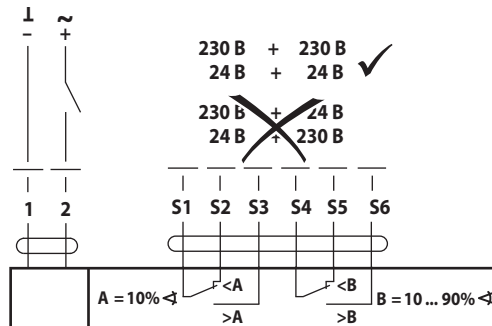 ⊥ ~
– +
230 В + 230 В
24 В + 24 В ✓
230 В + 24 В
24 В + 230 В
1 2 S1 S2 S3 S4 S5 S6
A = 10% ∢ <A <B B = 10 ... 90% ∢
>A >B